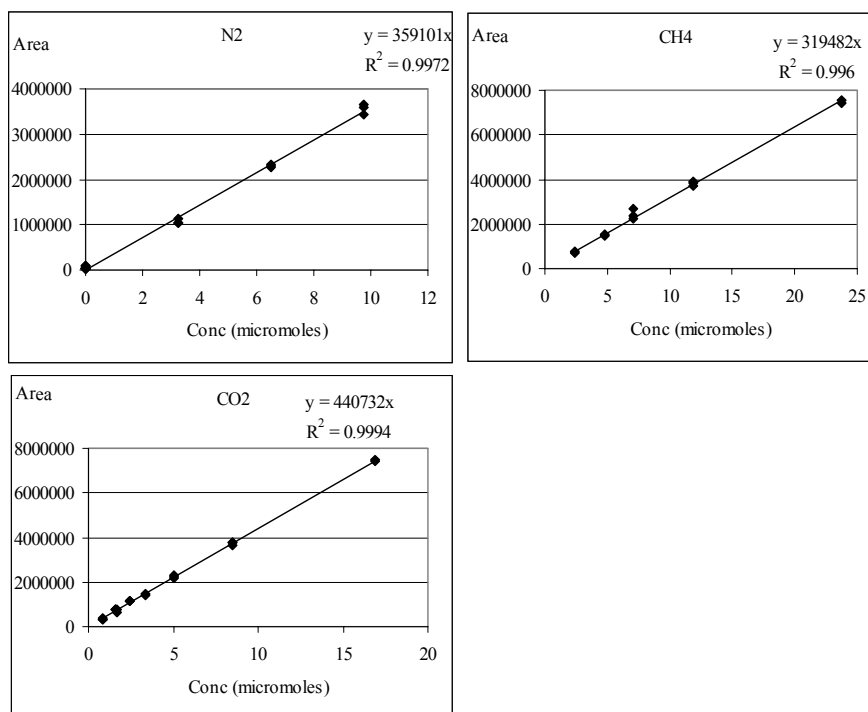 N2
y = 359101x
R² = 0.9972
Area
4000000
3000000
2000000
1000000
0
0 2 4 6 8 10 12
Conc (micromoles)
CH4
y = 319482x
R² = 0.996
Area
8000000
6000000
4000000
2000000
0
0 5 10 15 20 25
Conc (micromoles)
Area
CO2
y = 440732x
R² = 0.9994
8000000
6000000
4000000
2000000
0
0 5 10 15 20
Conc (micromoles)